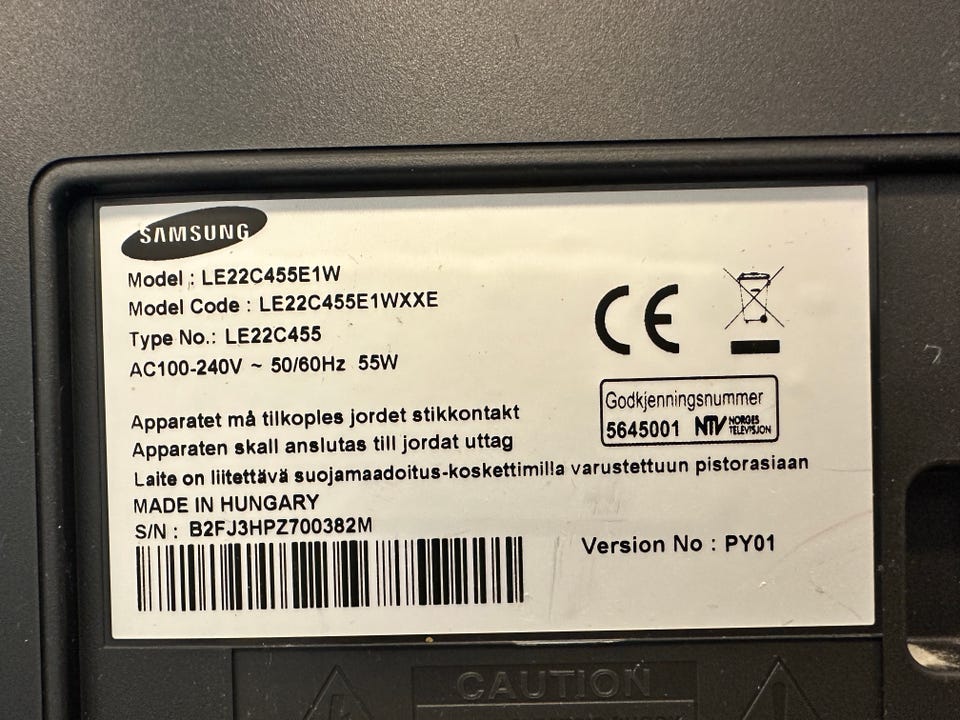 SAMSUNG
Model : LE22C455E1W
Model Code : LE22C455E1WXXE
Type No.: LE22C455
AC100-240V ~ 50/60Hz 55W
Apparatet må tilkoples jordet stikkontakt
Apparaten skall anslutas till jordat uttag
Laite on liitettävä suojamaadoitus-koskettimilla varustettuun pistorasiaan
MADE IN HUNGARY
S/N : B2FJ3HPZ700382M
CE
Godkjenningsnummer
5645001 NTV NORGES
TELEVISJON
Version No : PY01
CAUTION